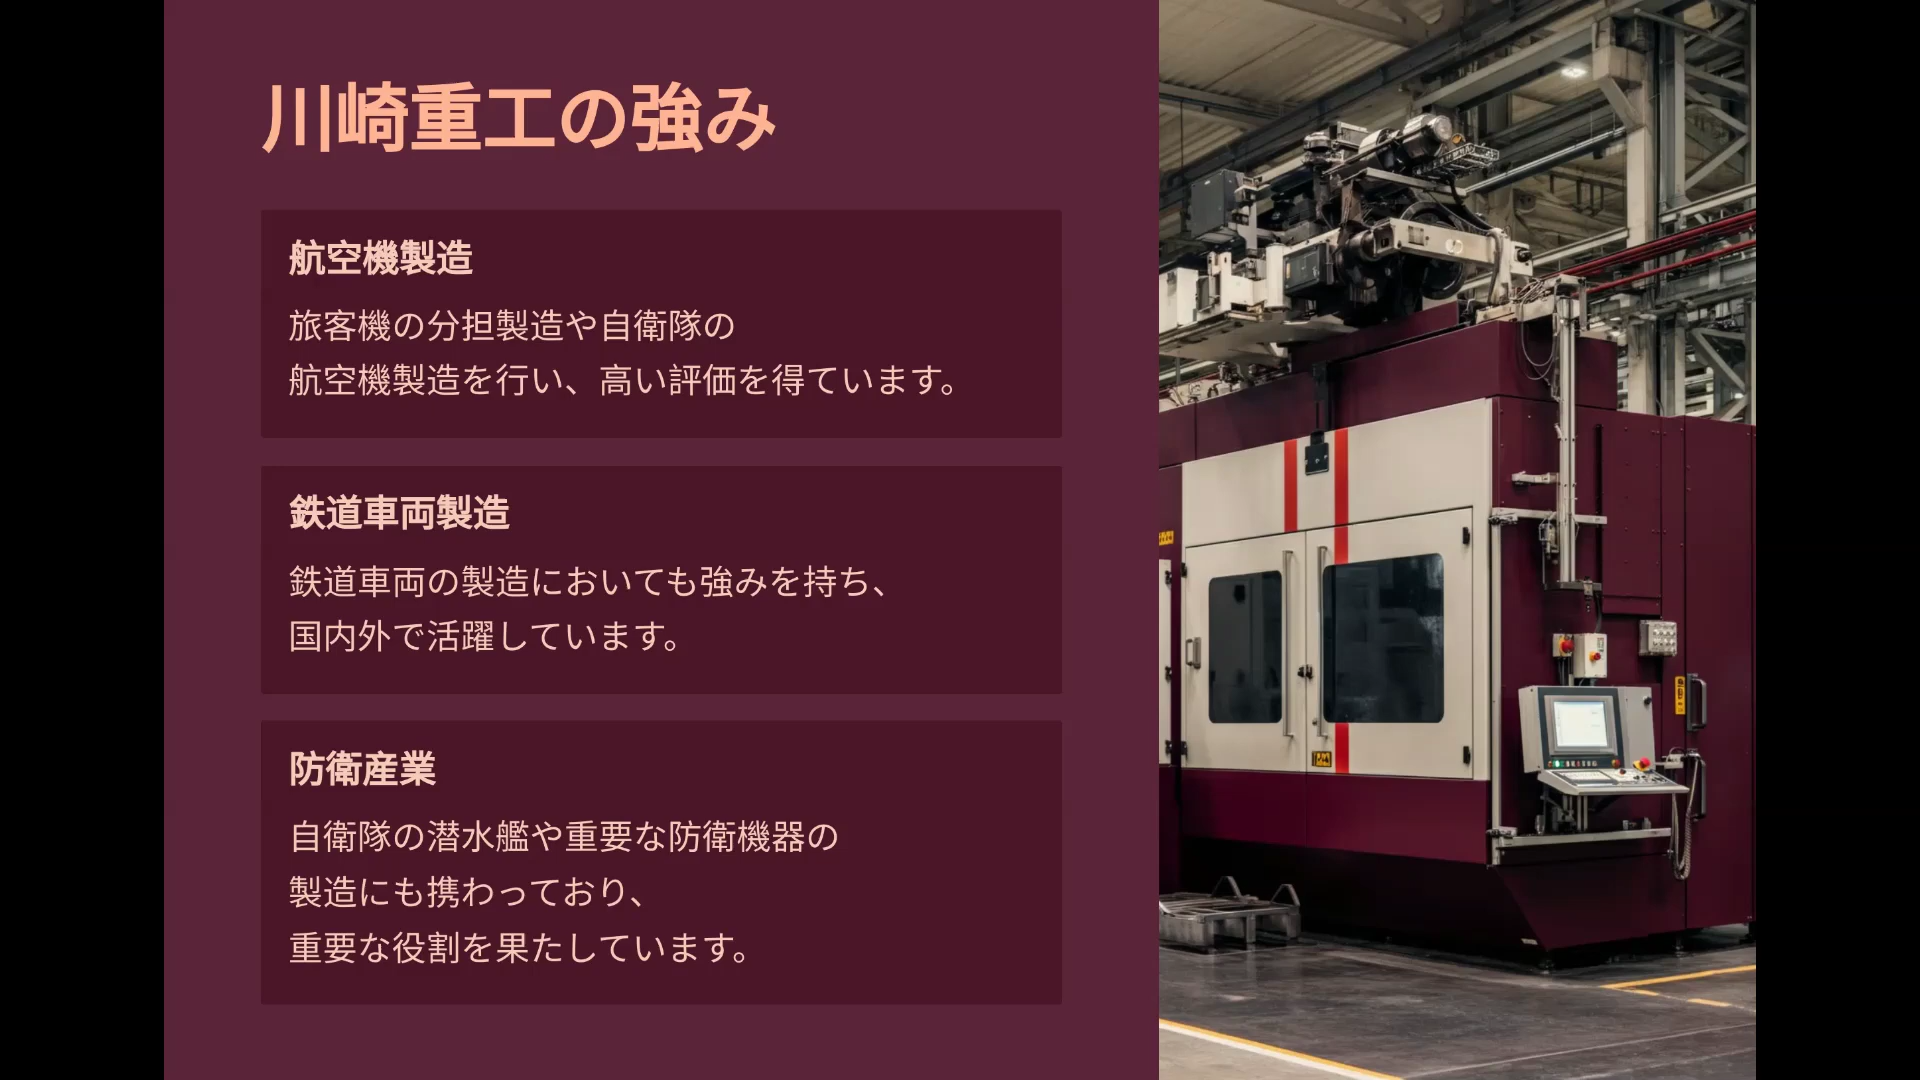 川崎重工の強み
航空機製造
旅客機の分担製造や自衛隊の
航空機製造を行い、高い評価を得ています。
鉄道車両製造
鉄道車両の製造においても強みを持ち、
国内外で活躍しています。
防衛産業
自衛隊の潜水艦や重要な防衛機器の
製造にも携わっており、
重要な役割を果たしています。